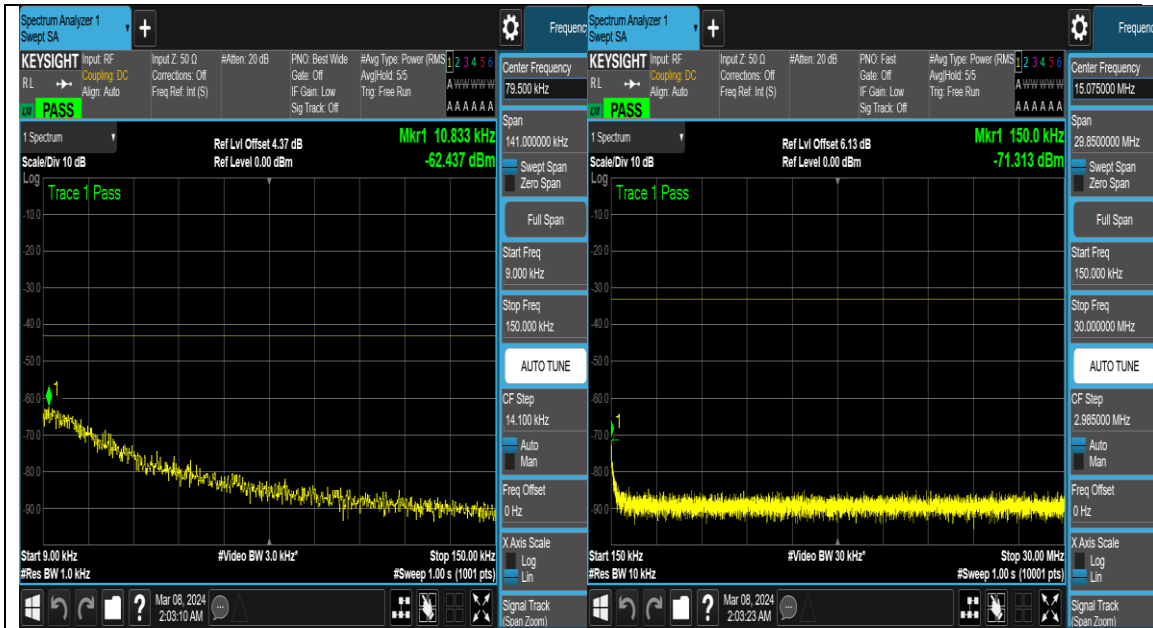 Spectrum Analyzer 1
Swept SA
+
Frequenc
KEYSIGHT
Input: RF
Coupling: DC
Align: Auto
Input Z: 50 Ω
Corrections: Off
Freq Ref: Int (S)
#Atten: 20 dB
PNO: Best Wide
Gate: Off
IF Gain: Low
Sig Track: Off
#Avg Type: Power (RMS
Avg|Hold: 5/5
Trig: Free Run
1 2 3 4 5 6
A W W W W W
A A A A A A
RL
PASS
1 Spectrum
Scale/Div 10 dB
Ref Lvl Offset 4.37 dB
Ref Level 0.00 dBm
Mkr1 10.833 kHz
-62.437 dBm
Log
Trace 1 Pass
-10.0
-20.0
-30.0
-40.0
-50.0
-60.0
-70.0
-80.0
-90.0
1
Start 9.00 kHz
#Res BW 1.0 kHz
#Video BW 3.0 kHz*
Stop 150.00 kHz
#Sweep 1.00 s (1001 pts)
Mar 08, 2024
2:03:10 AM
Center Frequency
79.500 kHz
Span
141.000000 kHz
Swept Span
Zero Span
Full Span
Start Freq
9.000 kHz
Stop Freq
150.000 kHz
AUTO TUNE
CF Step
14.100 kHz
Auto
Man
Freq Offset
0 Hz
X Axis Scale
Log
Lin
Signal Track
(Span Zoom)
Spectrum Analyzer 1
Swept SA
+
Frequenc
KEYSIGHT
Input: RF
Coupling: DC
Align: Auto
Input Z: 50 Ω
Corrections: Off
Freq Ref: Int (S)
#Atten: 20 dB
PNO: Fast
Gate: Off
IF Gain: Low
Sig Track: Off
#Avg Type: Power (RMS
Avg|Hold: 5/5
Trig: Free Run
1 2 3 4 5 6
A W W W W W
A A A A A A
RL
PASS
1 Spectrum
Scale/Div 10 dB
Ref Lvl Offset 6.13 dB
Ref Level 0.00 dBm
Mkr1 150.0 kHz
-71.313 dBm
Log
Trace 1 Pass
-10.0
-20.0
-30.0
-40.0
-50.0
-60.0
-70.0
-80.0
-90.0
1
Start 150 kHz
#Res BW 10 kHz
#Video BW 30 kHz*
Stop 30.00 MHz
#Sweep 1.00 s (10001 pts)
Mar 08, 2024
2:03:23 AM
Center Frequency
15.075000 MHz
Span
29.8500000 MHz
Swept Span
Zero Span
Full Span
Start Freq
150.000 kHz
Stop Freq
30.000000 MHz
AUTO TUNE
CF Step
2.985000 MHz
Auto
Man
Freq Offset
0 Hz
X Axis Scale
Log
Lin
Signal Track
(Span Zoom)